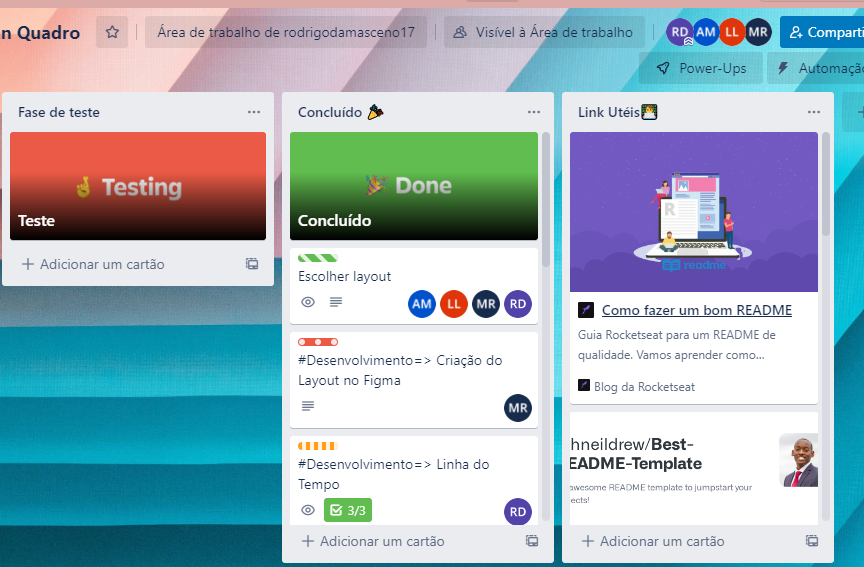 n Quadro
Área de trabalho de rodrigodamasceno17
Visível à Área de trabalho
RD AM LL MR
Comparti
Power-Ups
Automação
Fase de teste
Testing
Teste
Adicionar um cartão
Concluído
Done
Concluído
Escolher layout
AM LL MR RD
#Desenvolvimento=> Criação do
Layout no Figma
MR
#Desenvolvimento=> Linha do
Tempo
3/3
RD
Adicionar um cartão
Link Utéis
R
readme
Como fazer um bom README
Guia Rocketseat para um README de
qualidade. Vamos aprender como...
Blog da Rocketseat
hneildrew/Best-
EADME-Template
awesome README template to jumpstart your
ects!
Adicionar um cartão